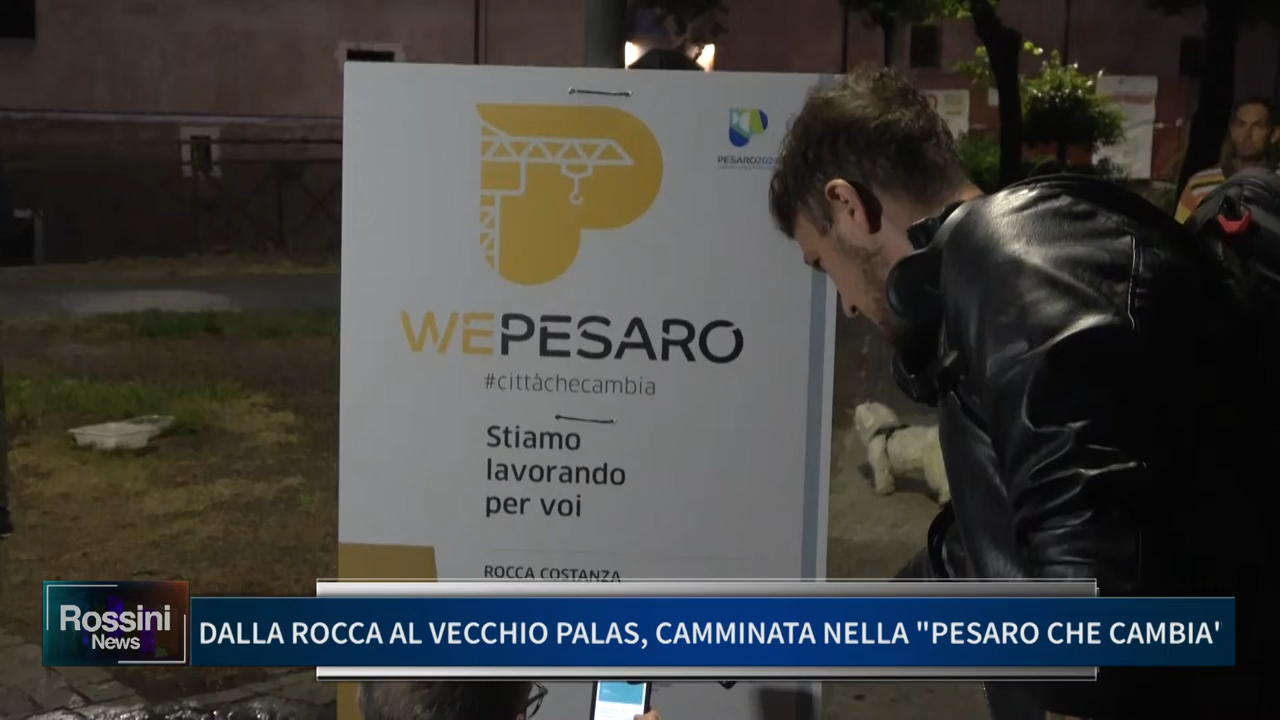 PESARO2024
WEPESARO
#cittàchecambia
Stiamo
lavorando
per voi
ROCCA COSTANZA
Rossini
News
DALLA ROCCA AL VECCHIO PALAS, CAMMINATA NELLA "PESARO CHE CAMBIA"